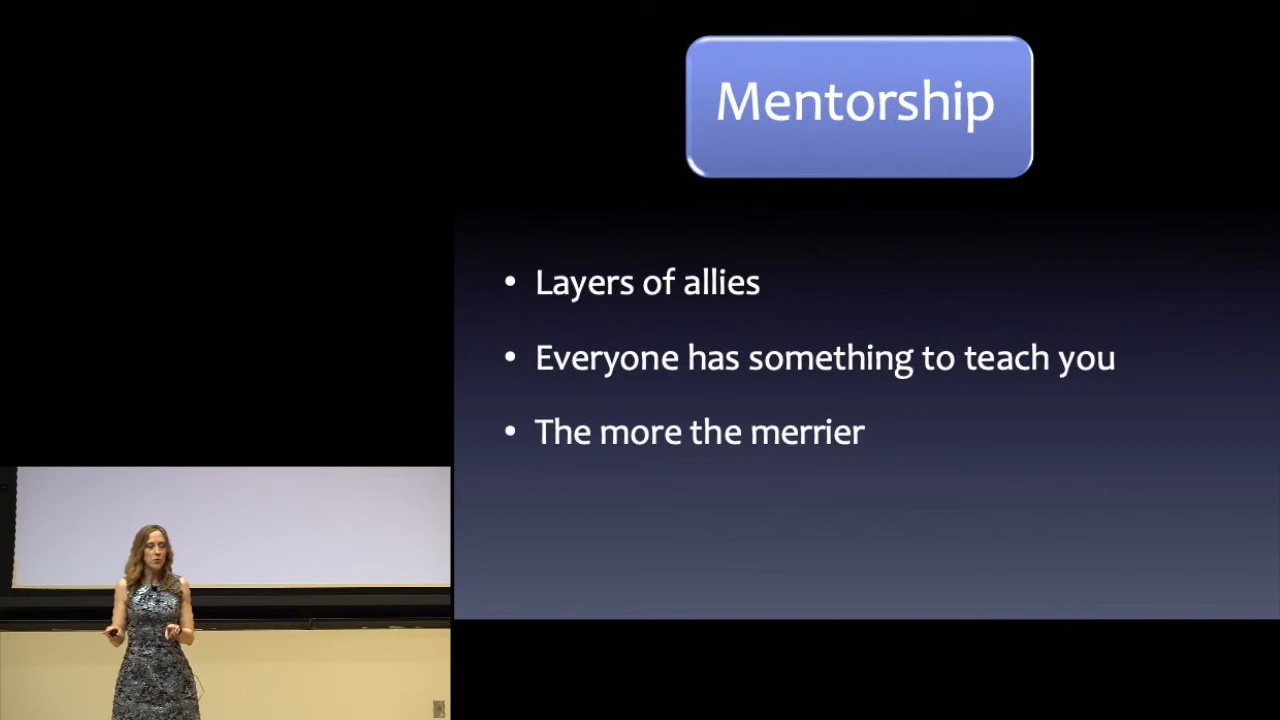 Mentorship
• Layers of allies
• Everyone has something to teach you
• The more the merrier